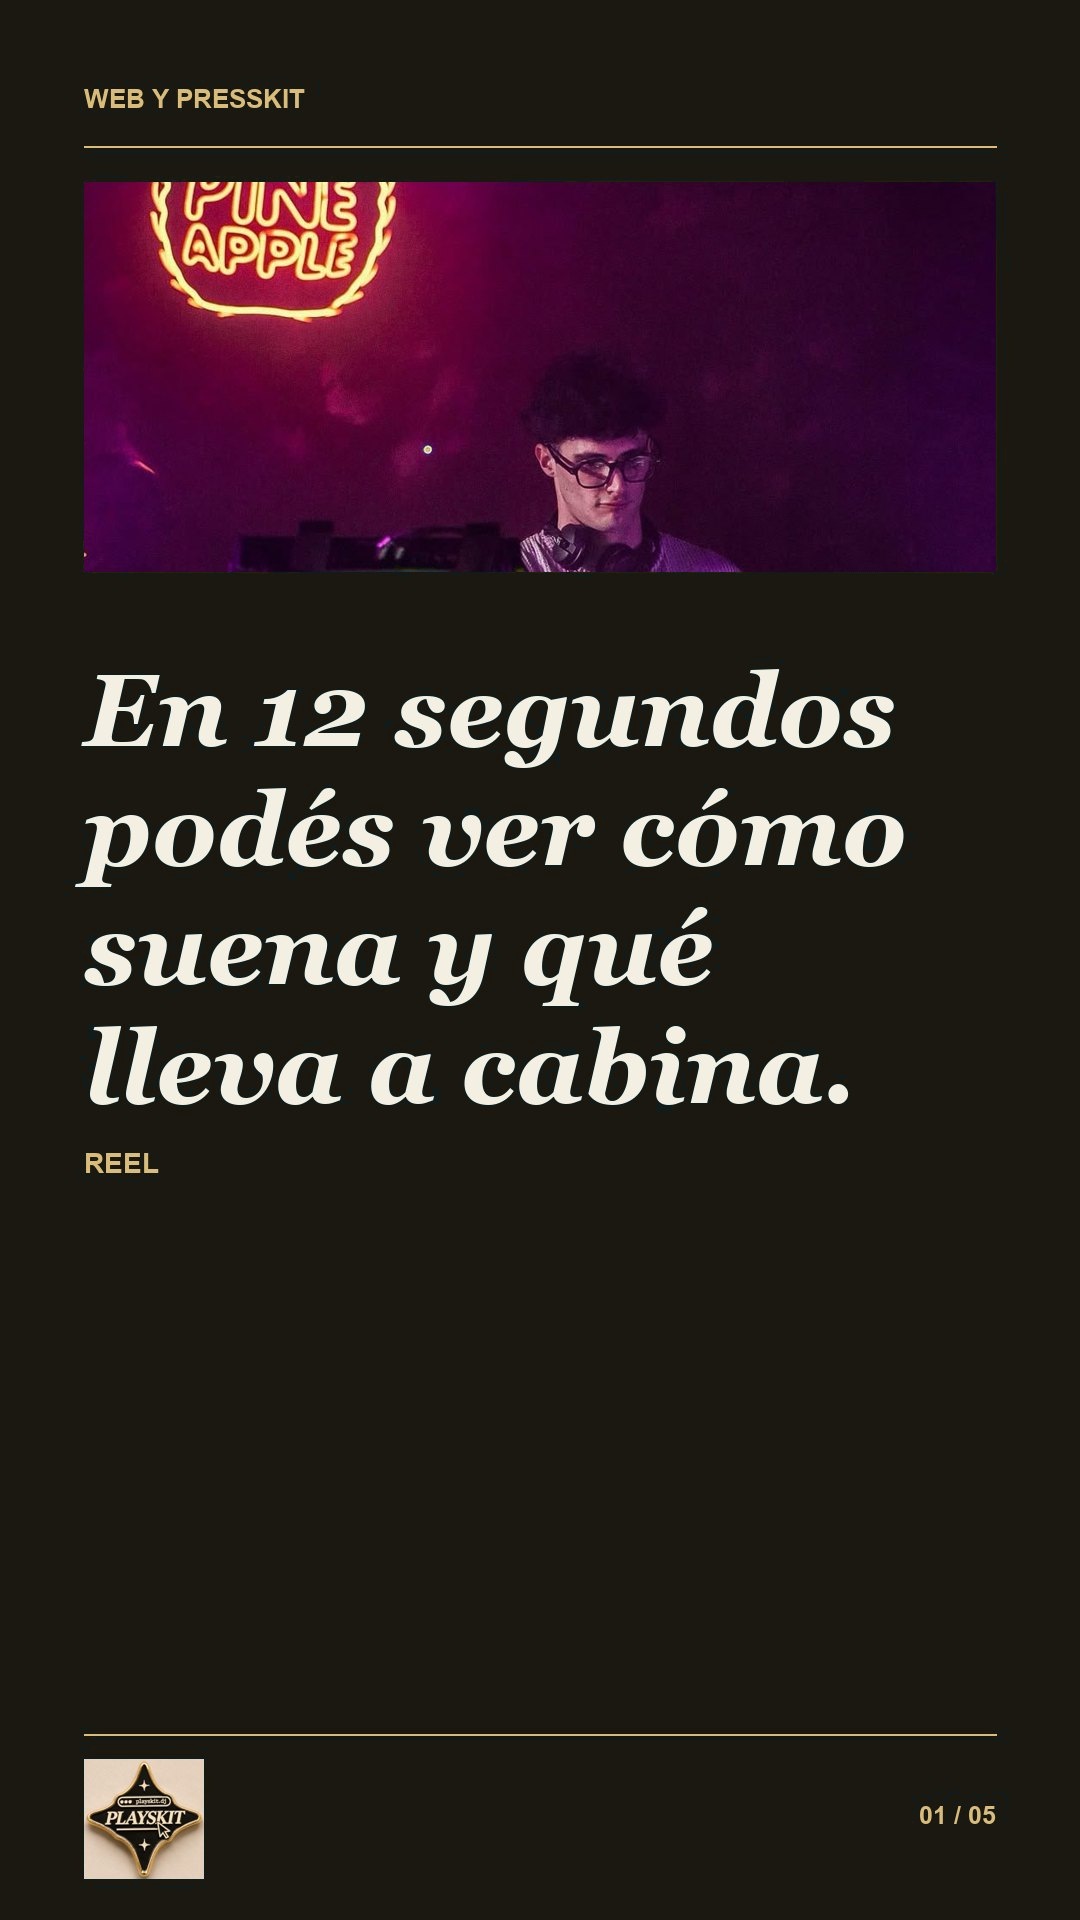 WEB Y PRESSKIT
PINE
APPLE
En 12 segundos
podés ver cómo
suena y qué
lleva a cabina.
REEL
playskit.dj
PLAYSKIT
01 / 05